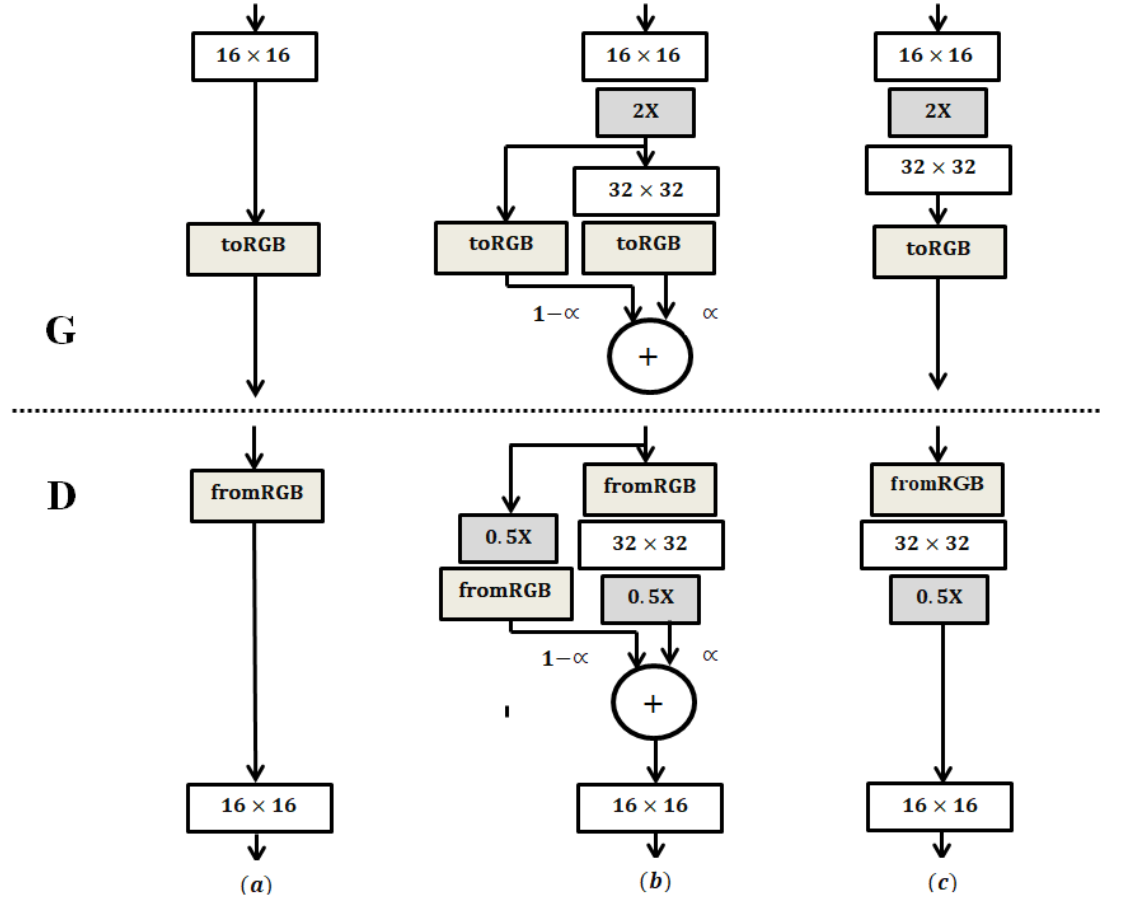 16 × 16 16 × 16 16 × 16
2X 2X
32 × 32 32 × 32
toRGB toRGB toRGB toRGB
1−∝ ∝
G
+
D
fromRGB fromRGB fromRGB
0.5X 32 × 32 32 × 32
fromRGB 0.5X 0.5X
1−∝ ∝
+
16 × 16 16 × 16 16 × 16
(a) (b) (c)